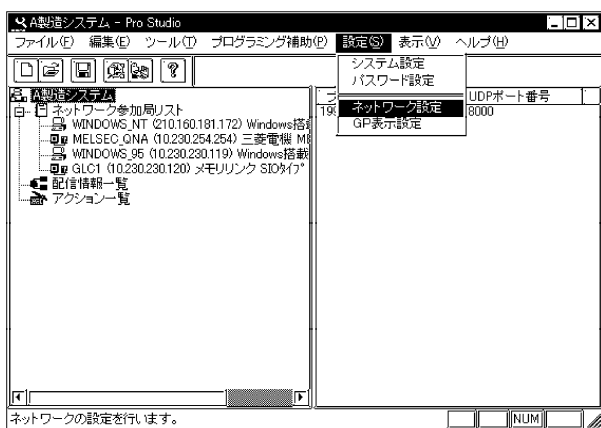 A製造システム - Pro Studio
ファイル(F) 編集(E) ツール(T) プログラミング補助(P) 設定(S) 表示(V) ヘルプ(H)
システム設定
パスワード設定
ネットワーク設定
GP表示設定
UDPポート番号
8000
A製造システム
ネットワーク参加局リスト
WINDOWS_NT (210.160.181.172) Windows搭
MELSEC_QNA (10.230.254.254) 三菱電機
WINDOWS_95 (10.230.230.119) Windows搭載
GLC1 (10.230.230.120) メモリリンク SIOタイプ
配信情報一覧
アクション一覧
ネットワークの設定を行います。
NUM